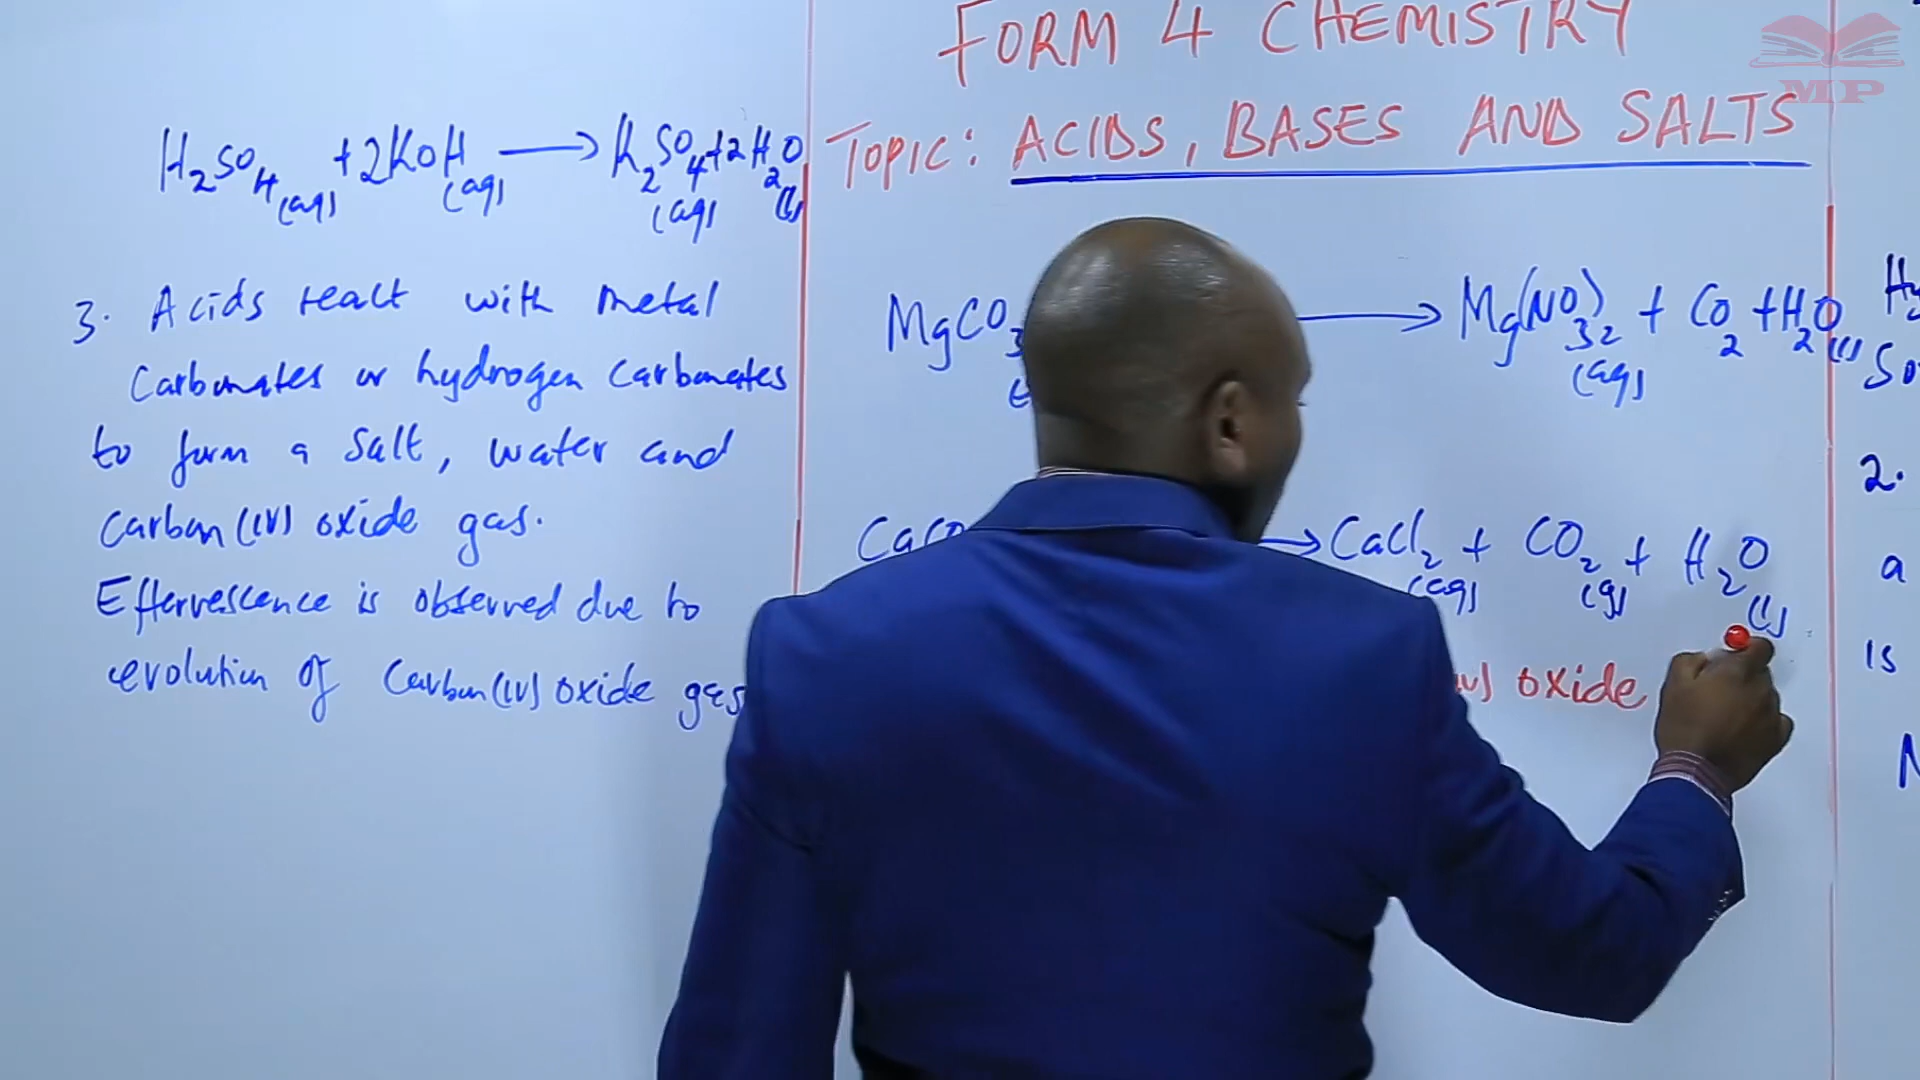 FORM 4 CHEMISTRY
TOPIC: ACIDS, BASES AND SALTS
MP
H₂SO₄(aq) + 2KOH(aq) → K₂SO₄(aq) + 2H₂O(l)
3. Acids react with metal
Carbonates or hydrogen carbonates
to form a salt, water and
Carbon(IV) oxide gas.
Effervescence is observed due to
evolution of Carbon(IV) oxide gas
MgCO₃ → Mg(NO₃)₂(aq) + CO₂ + H₂O(l)
CaCO → CaCl₂(aq) + CO₂(g) + H₂O(l)
oxide
2.
a
is